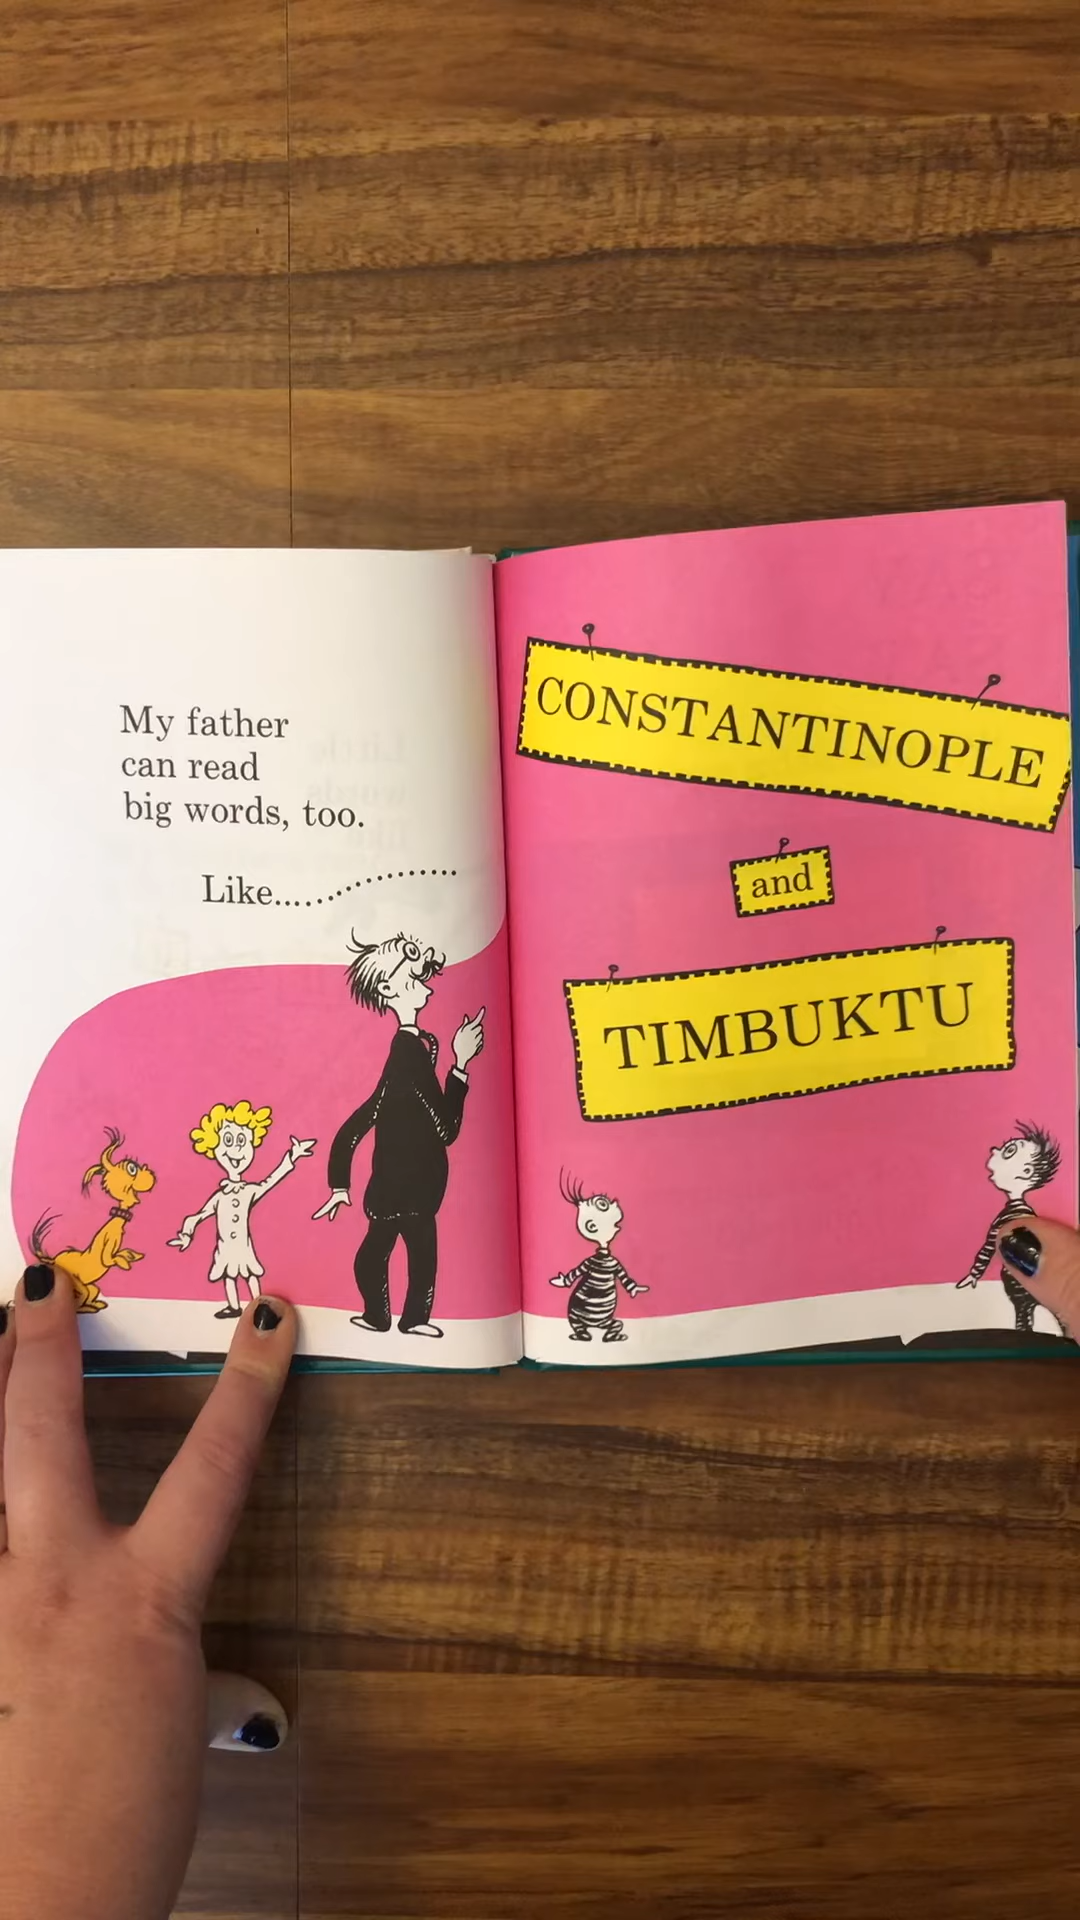 My father
can read
big words, too.
Like....................
CONSTANTINOPLE
and
TIMBUKTU